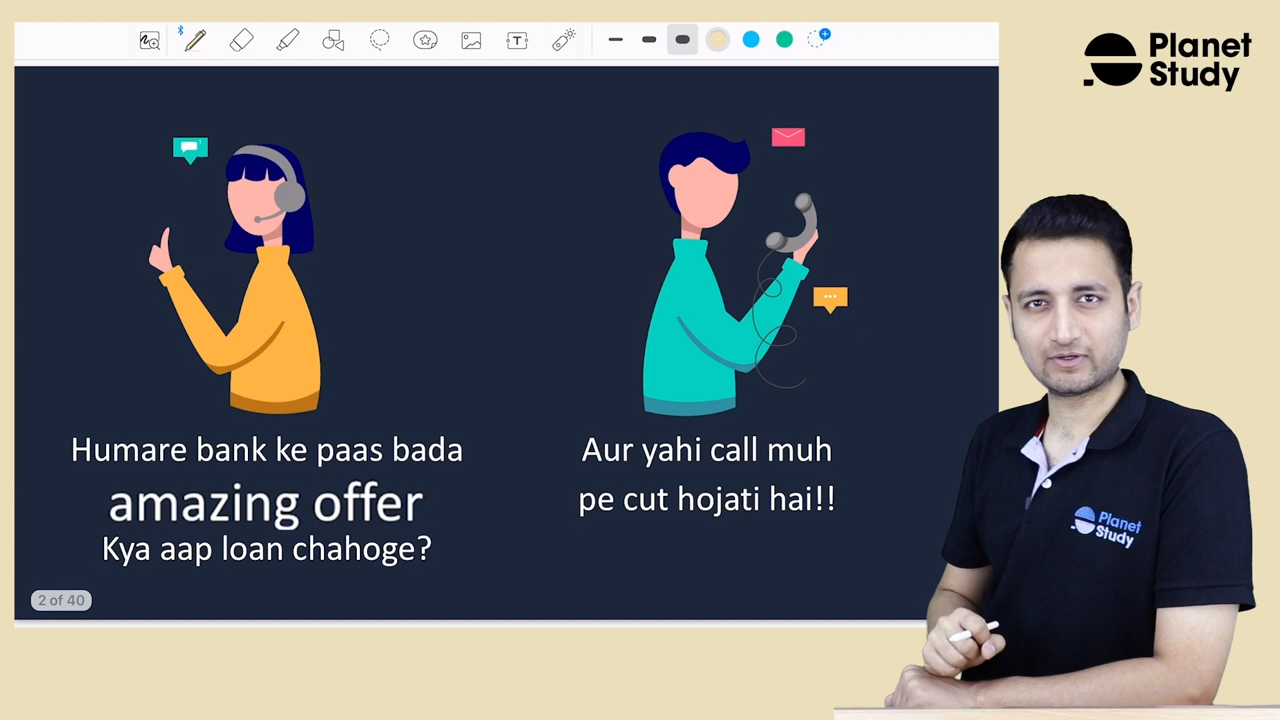 T
Planet
Study
Humare bank ke paas bada
amazing offer
Kya aap loan chahoge?
Aur yahi call muh
pe cut hojati hai!!
Planet
Study
2 of 40